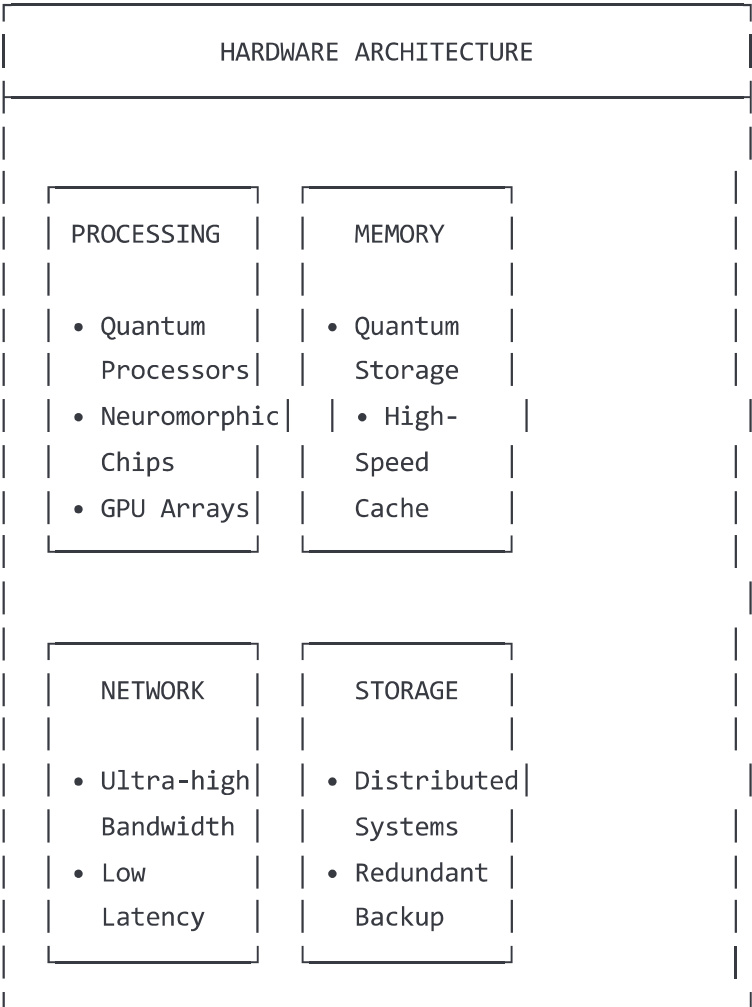 HARDWARE ARCHITECTURE
PROCESSING MEMORY
• Quantum • Quantum
Processors Storage
• Neuromorphic • High-
Chips Speed
• GPU Arrays Cache
NETWORK STORAGE
• Ultra-high • Distributed
Bandwidth Systems
• Low • Redundant
Latency Backup